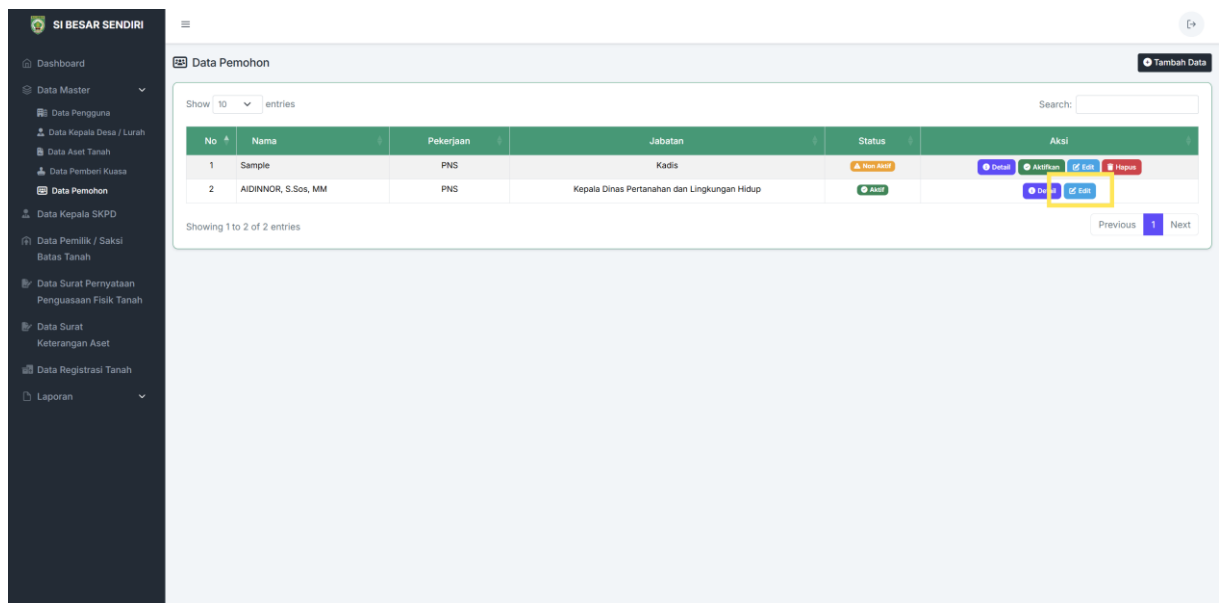 SI BESAR SENDIRI
Dashboard
Data Master
Data Pengguna
Data Kepala Desa / Lurah
Data Aset Tanah
Data Pemberi Kuasa
Data Pemohon
Data Kepala SKPD
Data Pemilik / Saksi
Batas Tanah
Data Surat Pernyataan
Penguasaan Fisik Tanah
Data Surat
Keterangan Aset
Data Registrasi Tanah
Laporan
Data Pemohon
Tambah Data
Show 10 entries
Search:
No Nama Pekerjaan Jabatan Status Aksi
1 Sample PNS Kadis Non Aktif Detail Aktifkan Edit Hapus
2 AIDINNOR, S.Sos, MM PNS Kepala Dinas Pertanahan dan Lingkungan Hidup Aktif Detail Edit
Showing 1 to 2 of 2 entries
Previous 1 Next